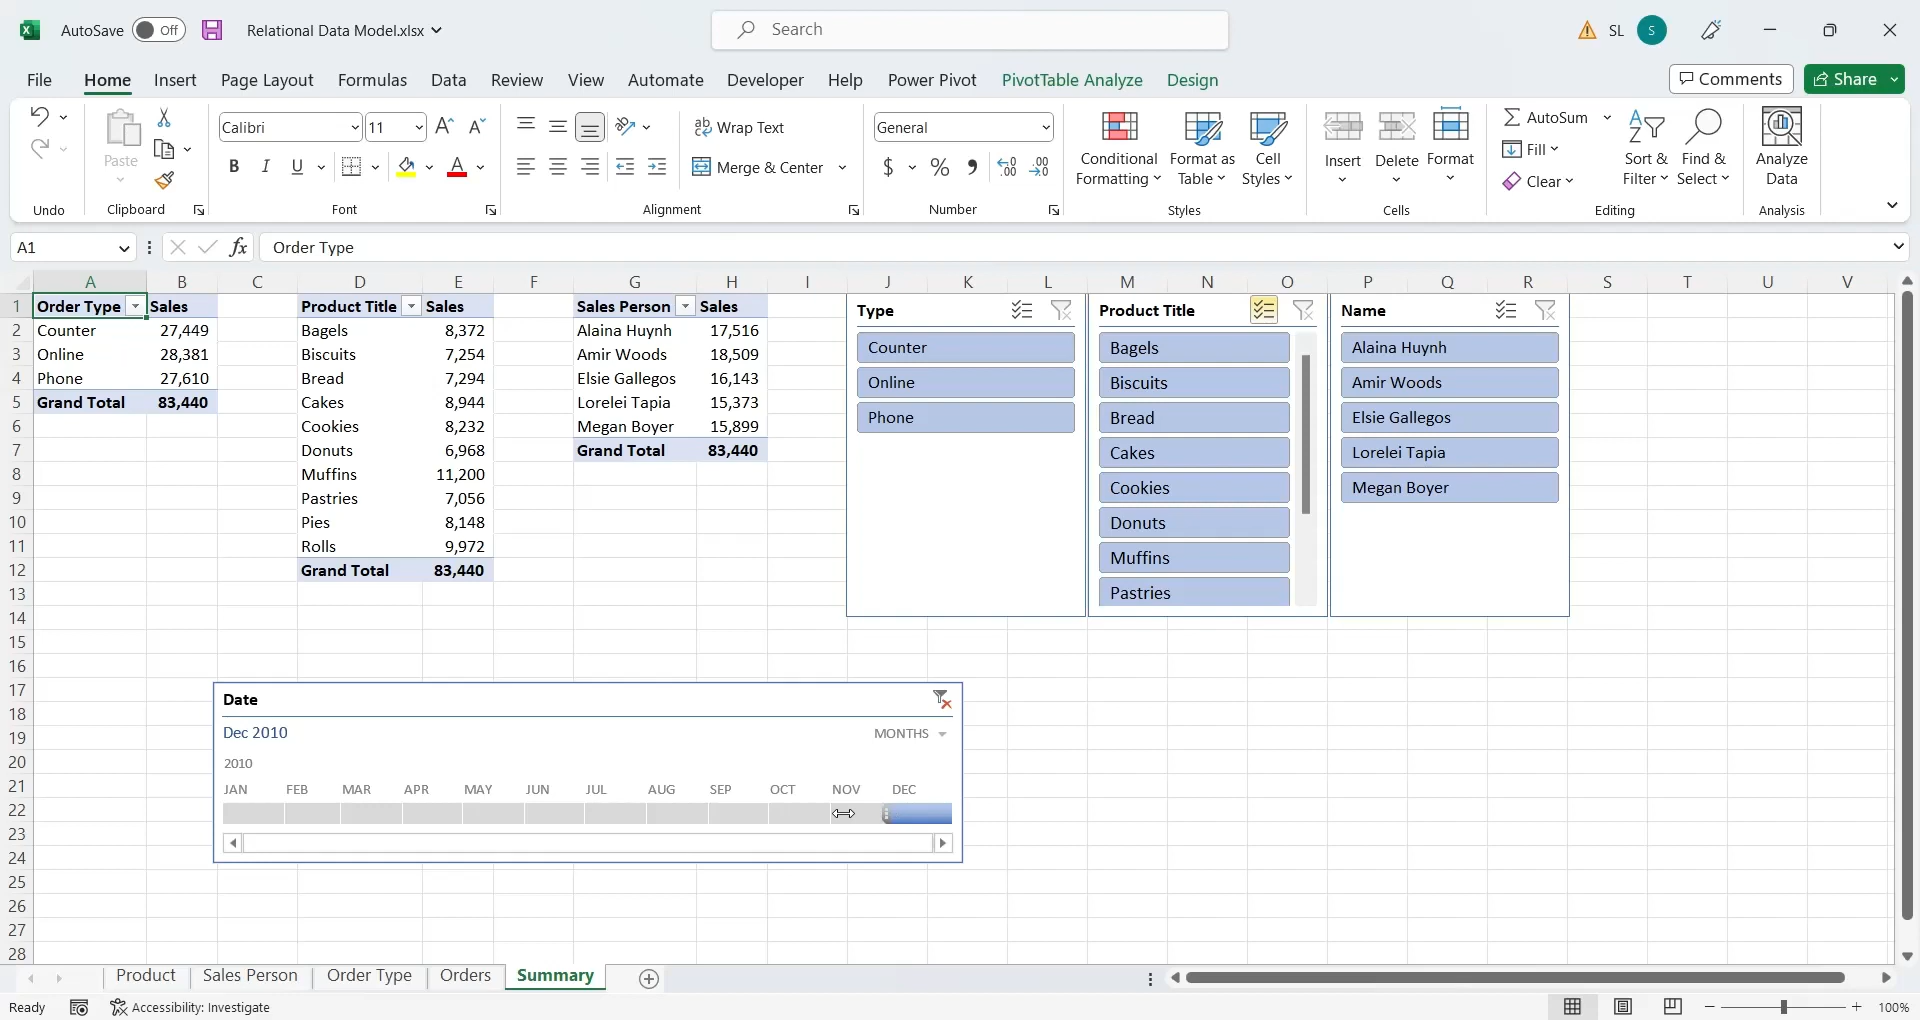 AutoSave Off Relational Data Model.xlsx Search SL S
File Home Insert Page Layout Formulas Data Review View Automate Developer Help Power Pivot PivotTable Analyze Design Comments Share
Paste Calibri 11 Wrap Text General Conditional Formatting Format as Table Cell Styles Insert Delete Format AutoSum Fill Clear Sort & Filter Find & Select Analyze Data
B I U A Merge & Center $ % 9
Undo Clipboard Font Alignment Number Styles Cells Editing Analysis
A1 fx Order Type
A B C D E F G H I J K L M N O P Q R S T U V
1 Order Type Sales Product Title Sales Sales Person Sales
2 Counter 27,449 Bagels 8,372 Alaina Huynh 17,516
3 Online 28,381 Biscuits 7,254 Amir Woods 18,509
4 Phone 27,610 Bread 7,294 Elsie Gallegos 16,143
5 Grand Total 83,440 Cakes 8,944 Lorelei Tapia 15,373
6 Cookies 8,232 Megan Boyer 15,899
7 Donuts 6,968 Grand Total 83,440
8 Muffins 11,200
9 Pastries 7,056
10 Pies 8,148
11 Rolls 9,972
12 Grand Total 83,440
13
14
15
16
17
18
19
20
21
22
23
24
25
26
27
28
Type
Counter
Online
Phone
Product Title
Bagels
Biscuits
Bread
Cakes
Cookies
Donuts
Muffins
Pastries
Name
Alaina Huynh
Amir Woods
Elsie Gallegos
Lorelei Tapia
Megan Boyer
Date
Dec 2010 MONTHS
2010
JAN FEB MAR APR MAY JUN JUL AUG SEP OCT NOV DEC
Product Sales Person Order Type Orders Summary
Ready Accessibility: Investigate 100%